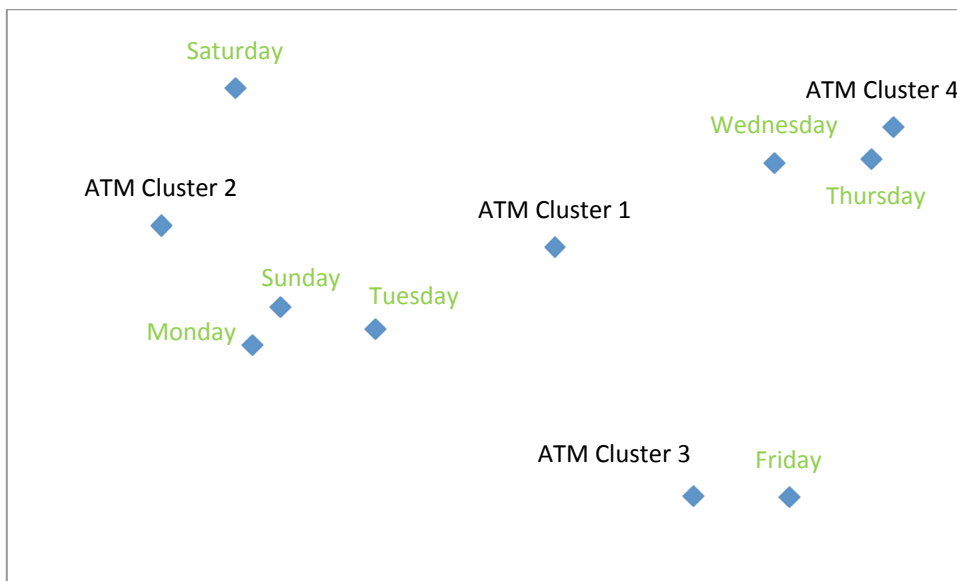 Saturday
ATM Cluster 4
Wednesday
ATM Cluster 2
Thursday
ATM Cluster 1
Sunday
Tuesday
Monday
ATM Cluster 3
Friday